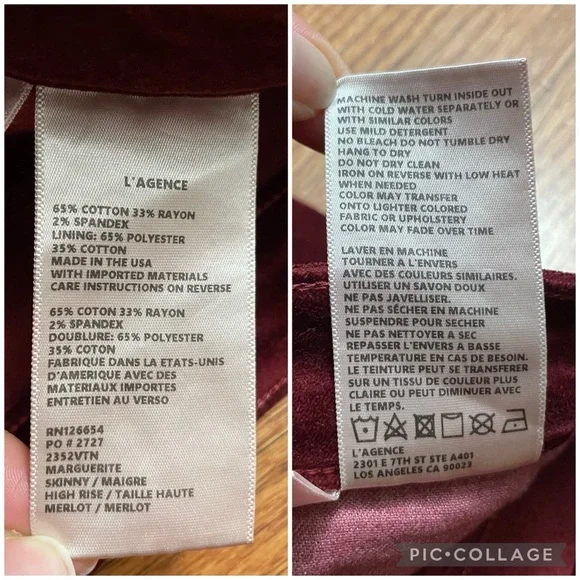 L'AGENCE
65% COTTON 33% RAYON
2% SPANDEX
LINING: 65% POLYESTER
35% COTTON
MADE IN THE USA
WITH IMPORTED MATERIALS
CARE INSTRUCTIONS ON REVERSE
65% COTTON 33% RAYON
2% SPANDEX
DOUBLURE: 65% POLYESTER
35% COTON
FABRIQUE DANS LA ETATS-UNIS
D'AMERIQUE AVEC DES
MATERIAUX IMPORTES
ENTRETIEN AU VERSO
RN126654
PO # 2727
2352VTN
MARGUERITE
SKINNY / MAIGRE
HIGH RISE / TAILLE HAUTE
MERLOT / MERLOT
MACHINE WASH TURN INSIDE OUT
WITH COLD WATER SEPARATELY OR
WITH SIMILAR COLORS
USE MILD DETERGENT
NO BLEACH DO NOT TUMBLE DRY
HANG TO DRY
DO NOT DRY CLEAN
IRON ON REVERSE WITH LOW HEAT
WHEN NEEDED
COLOR MAY TRANSFER
ONTO LIGHTER COLORED
FABRIC OR UPHOLSTERY
COLOR MAY FADE OVER TIME
LAVER EN MACHINE
TOURNER A L'ENVERS
AVEC DES COULEURS SIMILAIRES.
UTILISER UN SAVON DOUX
NE PAS JAVELLISER.
NE PAS SÉCHER EN MACHINE
SUSPENDRE POUR SECHER
NE PAS NETTOYER A SEC
REPASSER L'ENVERS A BASSE
TEMPERATURE EN CAS DE BESOIN.
LE TEINTURE PEUT SE TRANSFERER
SUR UN TISSU DE COULEUR PLUS
CLAIRE OU PEUT DIMINUER AVEC
LE TEMPS.
L'AGENCE
2301 E 7TH ST STE A401
LOS ANGELES CA 90023
PIC•COLLAGE